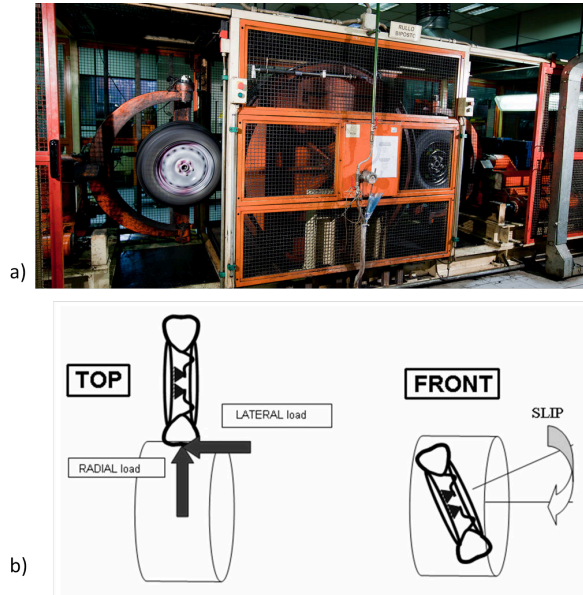 a)
RULLO
BIPOSTO
b)
TOP
LATERAL load
RADIAL load
FRONT
SLIP